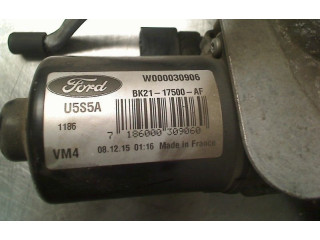 Ford
W000030906
U5S5A
BK21-17500-AF
1186
7 186000 309060
VM4
08.12.15 01:16 Made in France